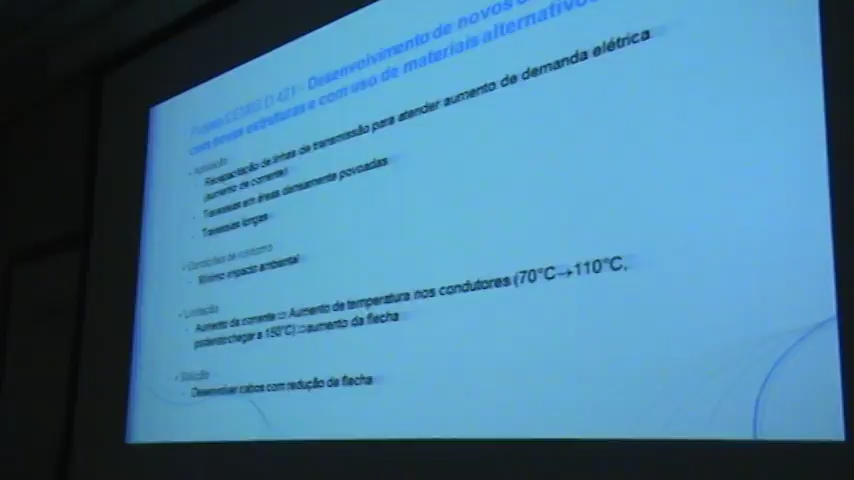 Projeto CEMIG D 421 - Desenvolvimento de novos
com novas estruturas e com uso de materiais alternativos
• Aplicação
- Recapacitação de linhas de transmissão para atender aumento de demanda elétrica
(aumento de corrente)
- Travessias em áreas densamente povoadas
- Travessias longas
• Condições de contorno
- Mínimo impacto ambiental
• Limitação
- Aumento da corrente ⇒ Aumento de temperatura nos condutores (70°C→110°C,
podendo chegar a 150°C) ⇒ aumento da flecha
• Solução
- Desenvolver cabos com redução da flecha